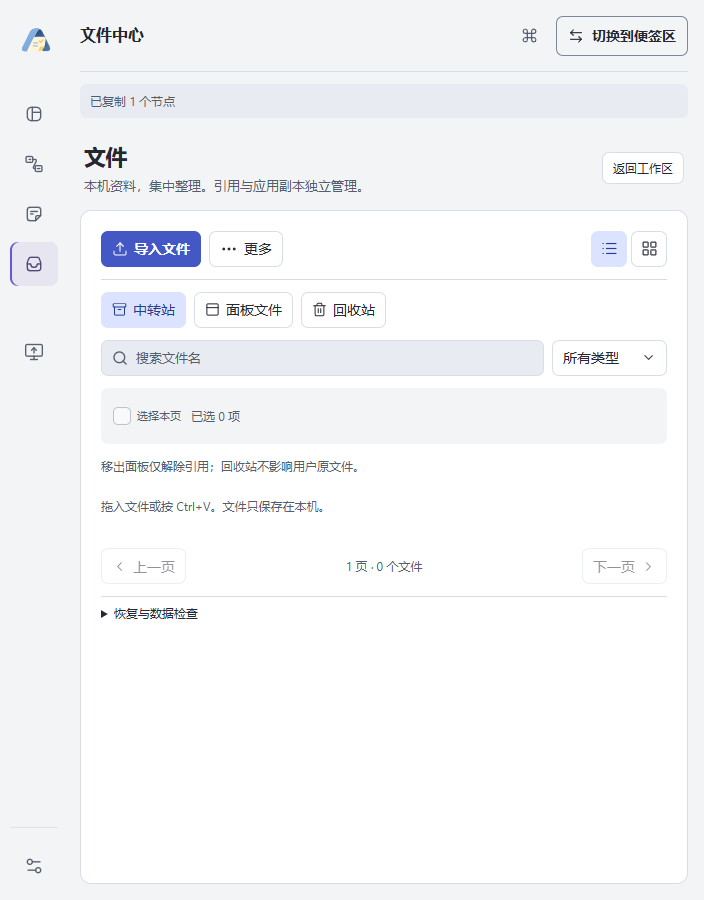 文件中心
切换到便签区
已复制 1 个节点
文件
本机资料，集中整理。引用与应用副本独立管理。
返回工作区
导入文件
更多
中转站
面板文件
回收站
搜索文件名
所有类型
选择本页 已选 0 项
移出面板仅解除引用；回收站不影响用户原文件。
拖入文件或按 Ctrl+V。文件只保存在本机。
上一页
1 页 · 0 个文件
下一页
恢复与数据检查